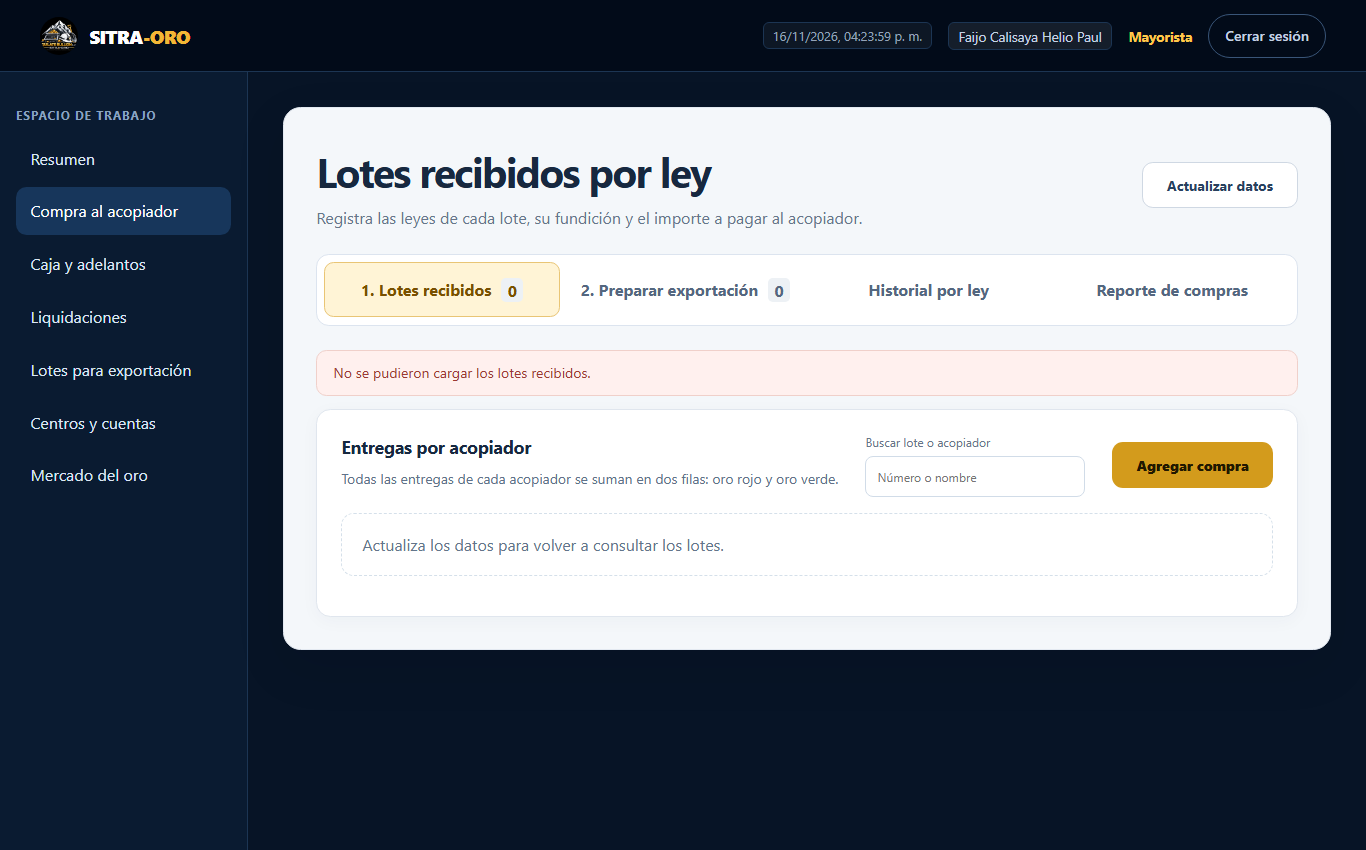 SITRA-ORO
16/11/2026, 04:23:59 p. m.
Faijo Calisaya Helio Paul
Mayorista
Cerrar sesión
ESPACIO DE TRABAJO
Resumen
Compra al acopiador
Caja y adelantos
Liquidaciones
Lotes para exportación
Centros y cuentas
Mercado del oro
Lotes recibidos por ley
Registra las leyes de cada lote, su fundición y el importe a pagar al acopiador.
Actualizar datos
1. Lotes recibidos 0
2. Preparar exportación 0
Historial por ley
Reporte de compras
No se pudieron cargar los lotes recibidos.
Entregas por acopiador
Todas las entregas de cada acopiador se suman en dos filas: oro rojo y oro verde.
Buscar lote o acopiador
Número o nombre
Agregar compra
Actualiza los datos para volver a consultar los lotes.